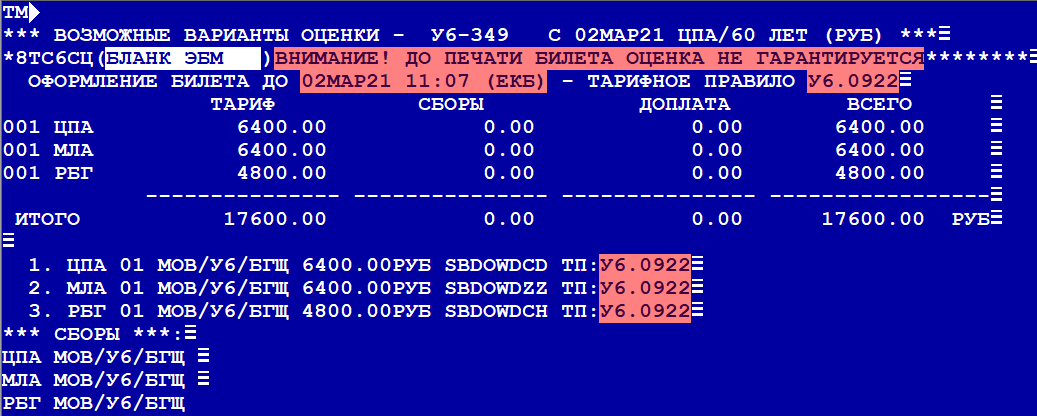 ТМ
*** ВОЗМОЖНЫЕ ВАРИАНТЫ ОЦЕНКИ - У6-349 С 02МАР21 ЦПА/60 ЛЕТ (РУБ) ***
*8ТС6СЦ(БЛАНК ЭБМ )ВНИМАНИЕ! ДО ПЕЧАТИ БИЛЕТА ОЦЕНКА НЕ ГАРАНТИРУЕТСЯ********
ОФОРМЛЕНИЕ БИЛЕТА ДО 02МАР21 11:07 (ЕКБ) - ТАРИФНОЕ ПРАВИЛО У6.0922
ТАРИФ СБОРЫ ДОПЛАТА ВСЕГО
001 ЦПА 6400.00 0.00 0.00 6400.00
001 МЛА 6400.00 0.00 0.00 6400.00
001 РБГ 4800.00 0.00 0.00 4800.00
--------------- -------------- --------------- -----------------
ИТОГО 17600.00 0.00 0.00 17600.00 РУБ
1. ЦПА 01 МОВ/У6/БГЩ 6400.00РУБ SBDOWDCD ТП:У6.0922
2. МЛА 01 МОВ/У6/БГЩ 6400.00РУБ SBDOWDZZ ТП:У6.0922
3. РБГ 01 МОВ/У6/БГЩ 4800.00РУБ SBDOWDCH ТП:У6.0922
*** СБОРЫ ***:
ЦПА МОВ/У6/БГЩ
МЛА МОВ/У6/БГЩ
РБГ МОВ/У6/БГЩ